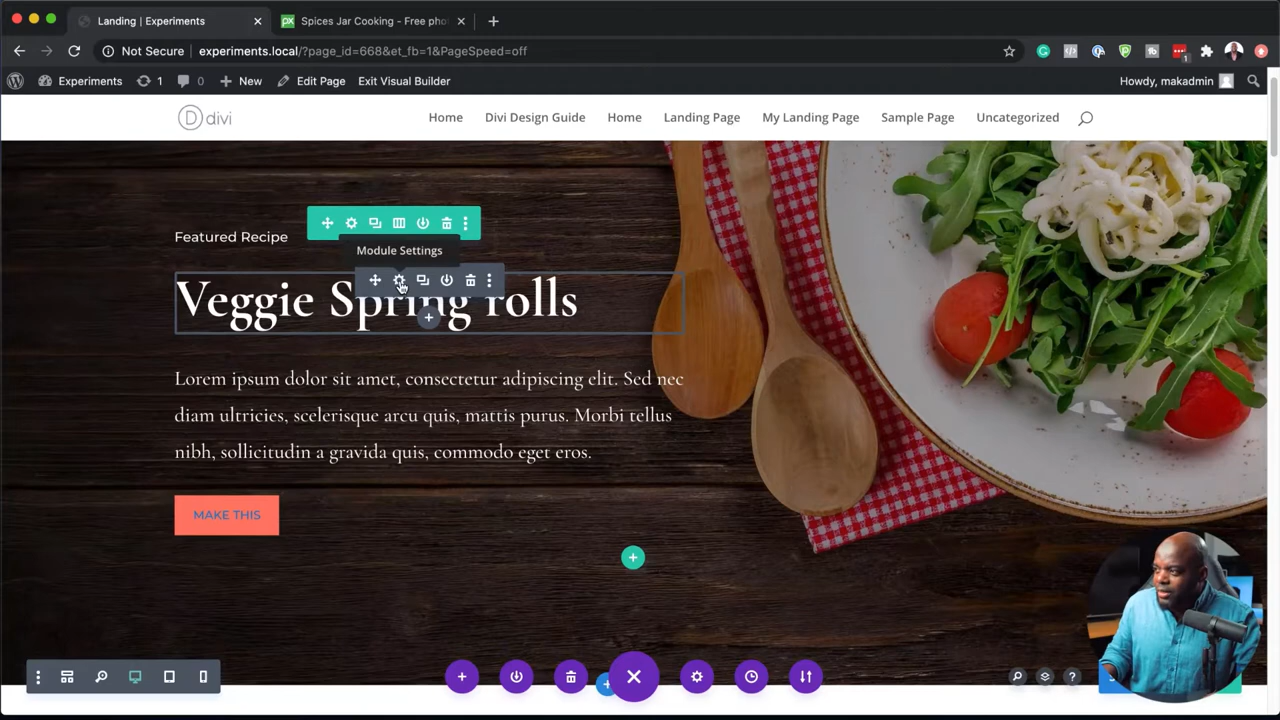 Landing | Experiments
Spices Jar Cooking - Free pho
Not Secure
experiments.local/?page_id=668&et_fb=1&PageSpeed=off
1
Experiments
1
0
New
Edit Page
Exit Visual Builder
Howdy, makadmin
divi
Home
Divi Design Guide
Home
Landing Page
My Landing Page
Sample Page
Uncategorized
Featured Recipe
Module Settings
Veggie Spring rolls
Lorem ipsum dolor sit amet, consectetur adipiscing elit. Sed nec
diam ultricies, scelerisque arcu quis, mattis purus. Morbi tellus
nibh, sollicitudin a gravida quis, commodo eget eros.
MAKE THIS